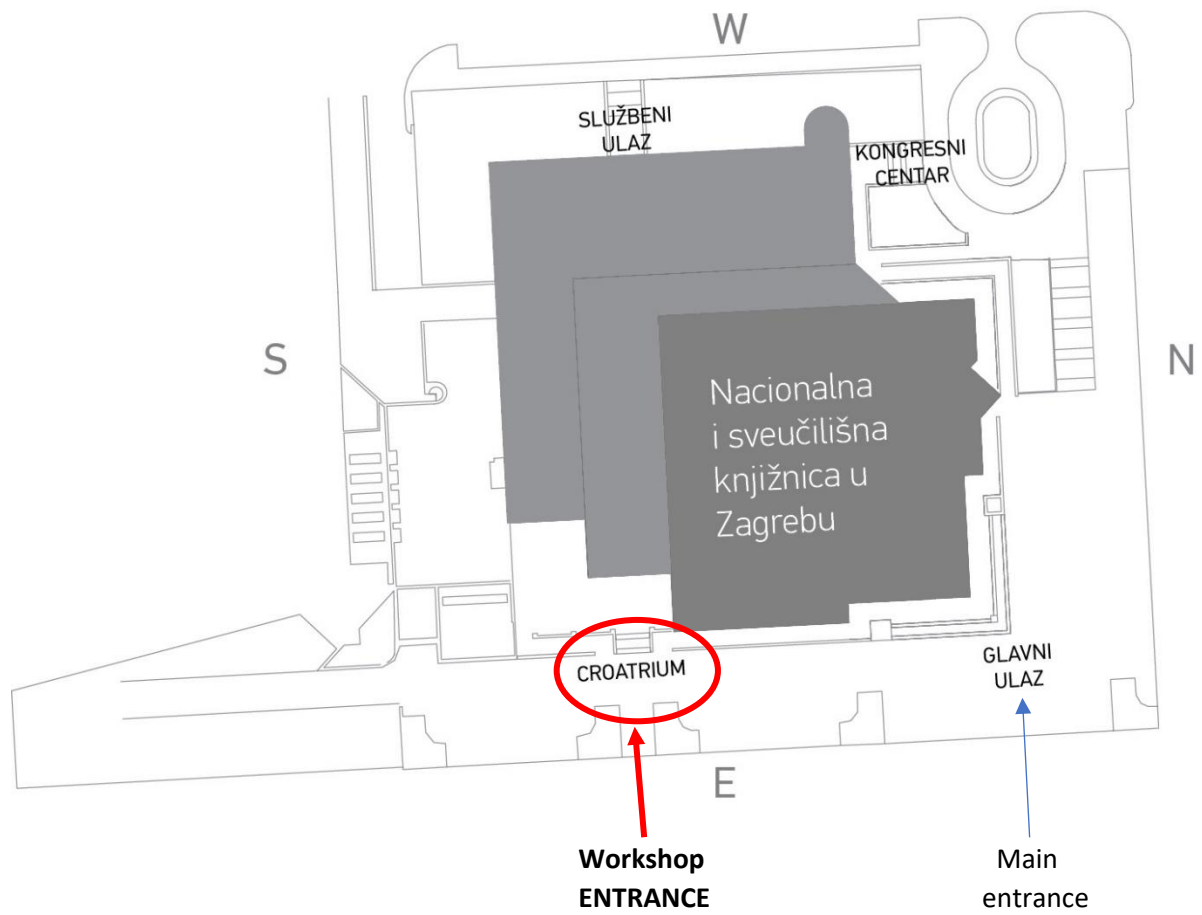 W
SLUŽBENI
ULAZ
KONGRESNI
CENTAR
S
N
Nacionalna
i sveučilišna
knjižnica u
Zagrebu
CROATRIUM
GLAVNI
ULAZ
E
Workshop
ENTRANCE
Main
entrance